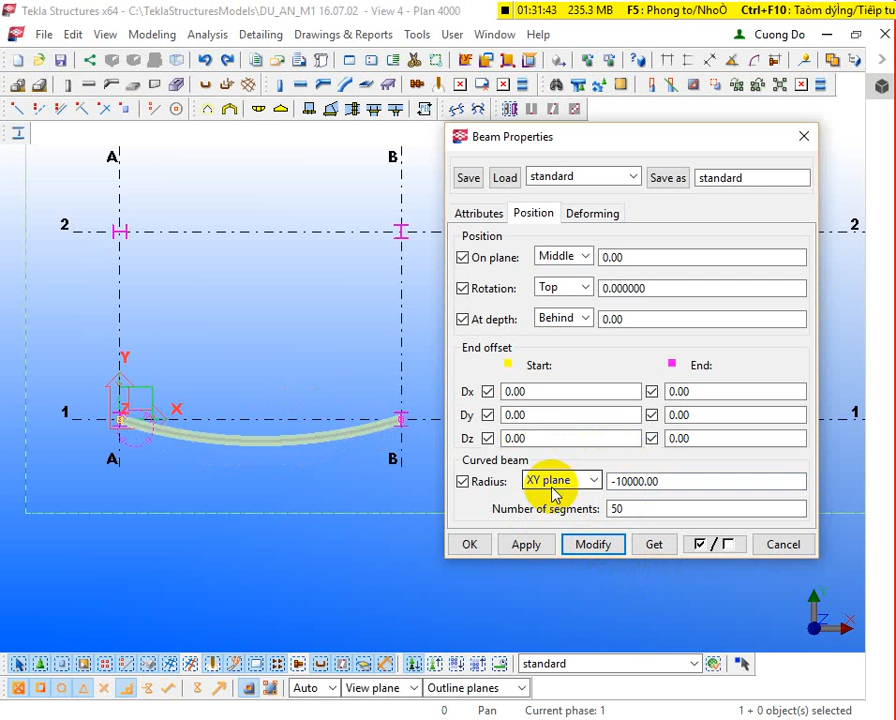 Tekla Structures x64 - C:\TeklaStructuresModels\DU_AN_M1 16.07.02 - View 4 - Plan 4000
01:31:43 235.3 MB F5 : Phong to/NhoÒ Ctrl+F10 : Taòm dýÌng/Tiêìp tu
File Edit View Modeling Analysis Detailing Drawings & Reports Tools User Window Help Cuong Do
A B
2 2
Y
Z X
1 1
A B
Beam Properties
Save Load standard Save as standard
Attributes Position Deforming
Position
On plane: Middle 0.00
Rotation: Top 0.000000
At depth: Behind 0.00
End offset
Start: End:
Dx 0.00 0.00
Dy 0.00 0.00
Dz 0.00 0.00
Curved beam
Radius: XY plane -10000.00
Number of segments: 50
OK Apply Modify Get / Cancel
Z X
standard
Auto View plane Outline planes
0 Pan Current phase: 1 1 + 0 object(s) selected